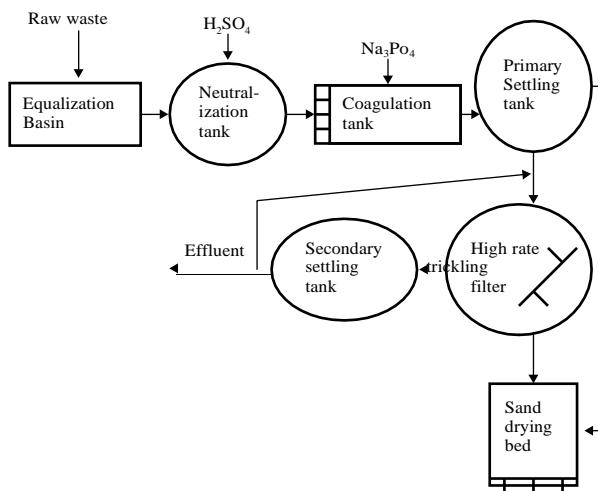 Raw waste
H₂SO₄
Na₃Po₄
Equalization
Basin
Neutral-
ization
tank
Coagulation
tank
Primary
Settling
tank
Effluent
Secondary
settling
tank
High rate
trickling
filter
Sand
drying
bed